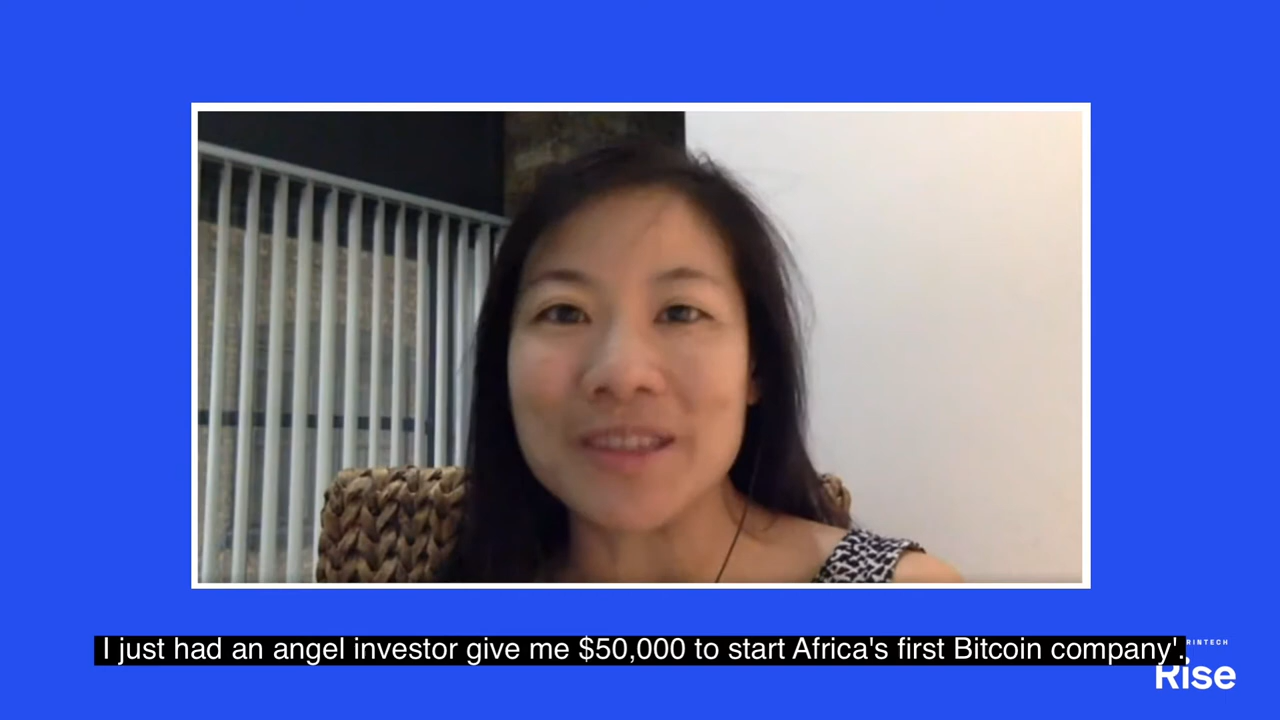 I just had an angel investor give me $50,000 to start Africa's first Bitcoin company'.
Rise